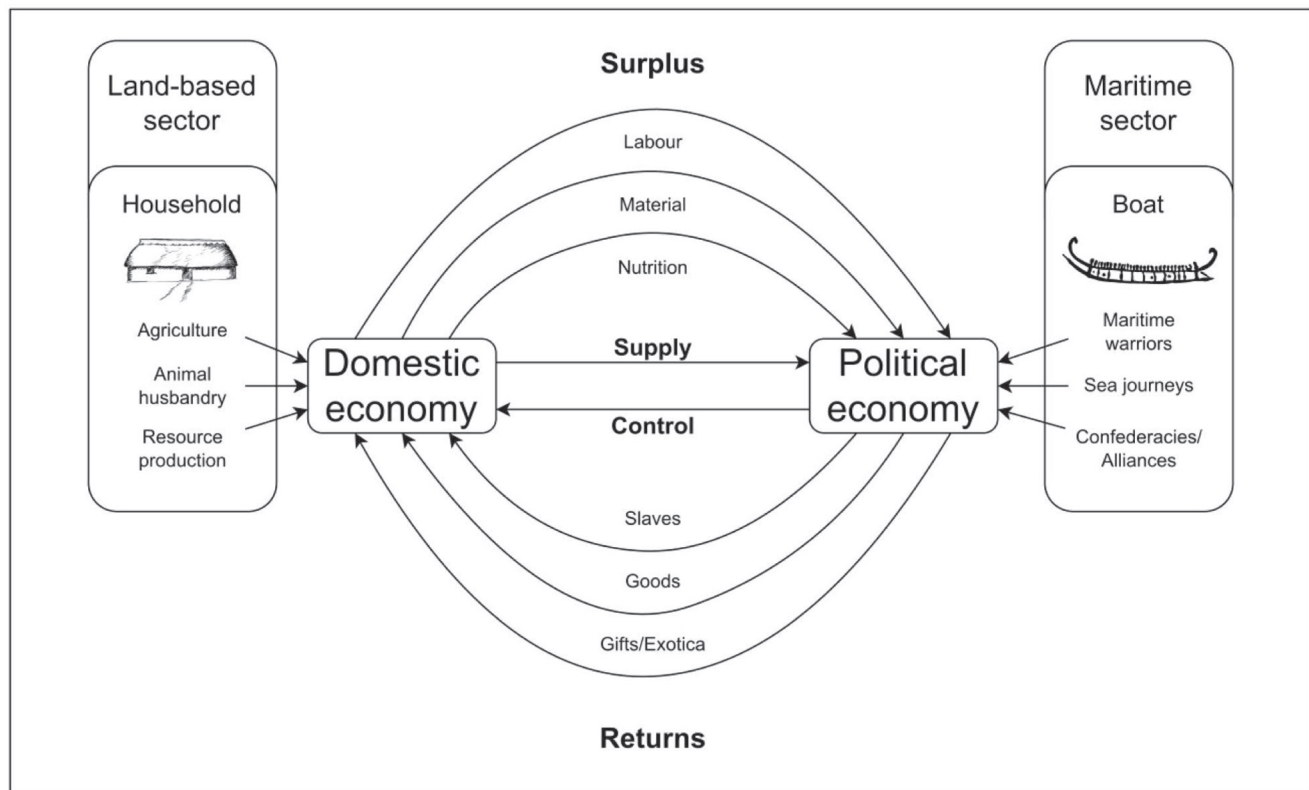 Surplus
Land-based
sector
Household
Agriculture
Animal
husbandry
Resource
production
Domestic
economy
Labour
Material
Nutrition
Supply
Control
Slaves
Goods
Gifts/Exotica
Political
economy
Maritime
sector
Boat
Maritime
warriors
Sea journeys
Confederacies/
Alliances
Returns